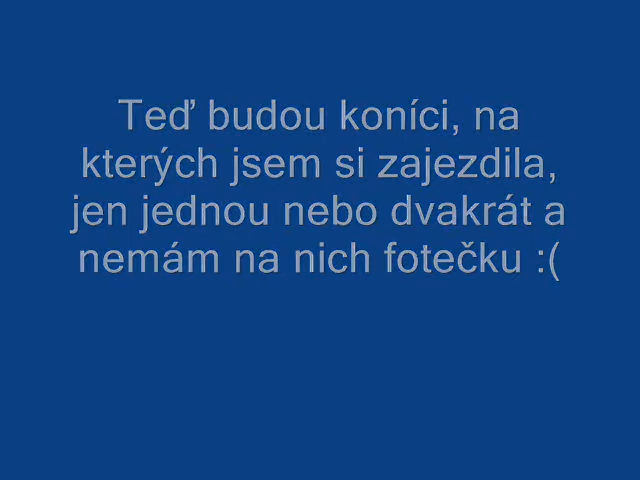 Teď budou koníci, na
kterých jsem si zajezdila,
jen jednou nebo dvakrát a
nemám na nich fotečku :(